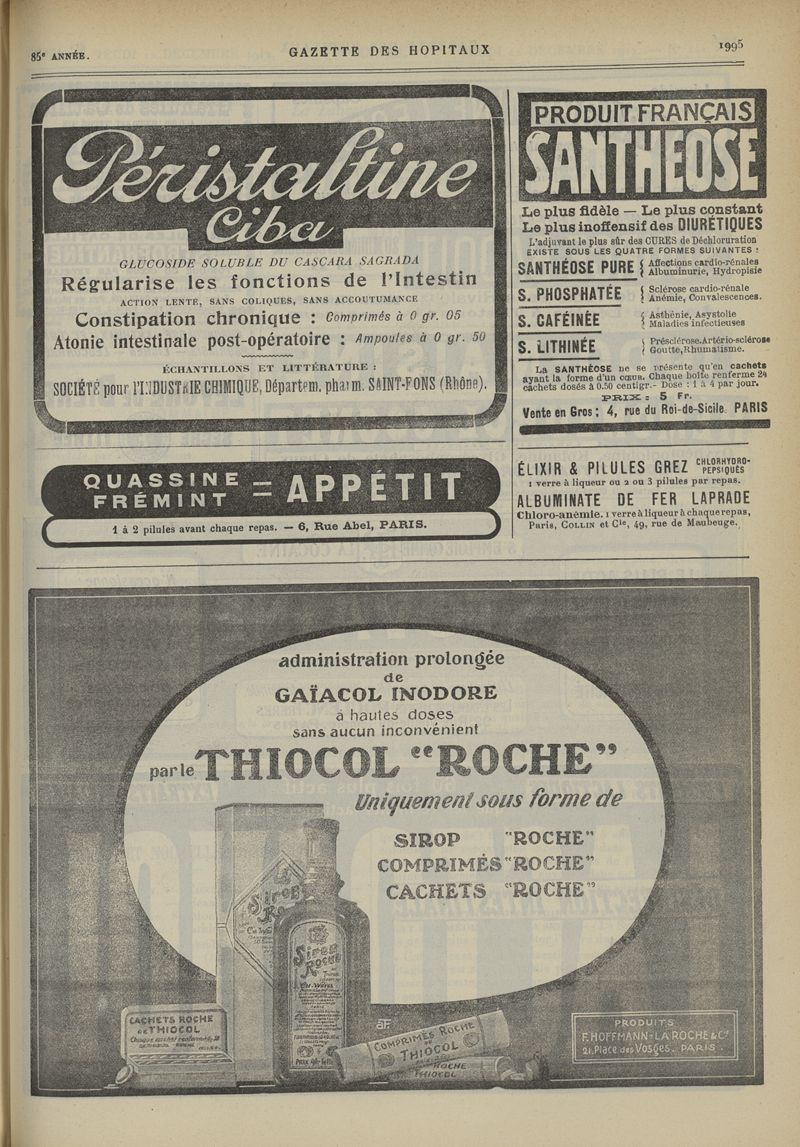 85e ANNÉE.
GAZETTE DES HOPITAUX
1995
Péristaltine
Ciba
GLUCOSIDE SOLUBLE DU CASCARA SAGRADA
Régularise les fonctions de l'Intestin
ACTION LENTE, SANS COLIQUES, SANS ACCOUTUMANCE
Constipation chronique : Comprimés à 0 gr. 05
Atonie intestinale post-opératoire : Ampoules à 0 gr. 50
ÉCHANTILLONS ET LITTÉRATURE :
SOCIÉTÉ pour l'INDUSTRIE CHIMIQUE, Départem. pharm. SAINT-FONS (Rhône).
QUASSINE
FRÉMINT = APPÉTIT
1 à 2 pilules avant chaque repas. — 6, Rue Abel, PARIS.
PRODUIT FRANÇAIS
SANTHEOSE
Le plus fidèle — Le plus constant
Le plus inoffensif des DIURÉTIQUES
L'adjuvant le plus sûr des CURES de Déchloruration
EXISTE SOUS LES QUATRE FORMES SUIVANTES :
SANTHÉOSE PURE { Affections cardio-rénales
Albuminurie, Hydropisie
S. PHOSPHATÉE { Sclérose cardio-rénale
Anémie, Convalescences.
S. CAFÉINÉE { Asthénie, Asystolie
Maladies infectieuses
S. LITHINÉE { Présclérose.Artério-sclérose
Goutte, Rhumatisme.
La SANTHÉOSE ne se présente qu'en cachets
ayant la forme d'un cœur. Chaque boîte renferme 24
cachets dosés à 0.50 centigr.- Dose : 1 à 4 par jour.
PRIX : 5 Fr.
Vente en Gros : 4, rue du Roi-de-Sicile. PARIS
ÉLIXIR & PILULES GREZ CHLORHYDRO-
PEPSIQUES
1 verre à liqueur ou 2 ou 3 pilules par repas.
ALBUMINATE DE FER LAPRADE
Chloro-anémie. 1 verre à liqueur à chaque repas,
Paris, COLLIN et Cie, 49, rue de Maubeuge.
administration prolongée
de
GAÏACOL INODORE
à hautes doses
sans aucun inconvénient
par le THIOCOL "ROCHE"
Uniquement sous forme de
SIROP "ROCHE"
COMPRIMÉS "ROCHE"
CACHETS "ROCHE"
Sirop
Roche
Sirop
Roche
CACHETS ROCHE
de THIOCOL
COMPRIMÉS ROCHE
DE
THIOCOL
ROCHE
THIOCOL
PRODUITS
F. HOFFMANN-LA ROCHE & Cie
21, Place des Vosges. PARIS.